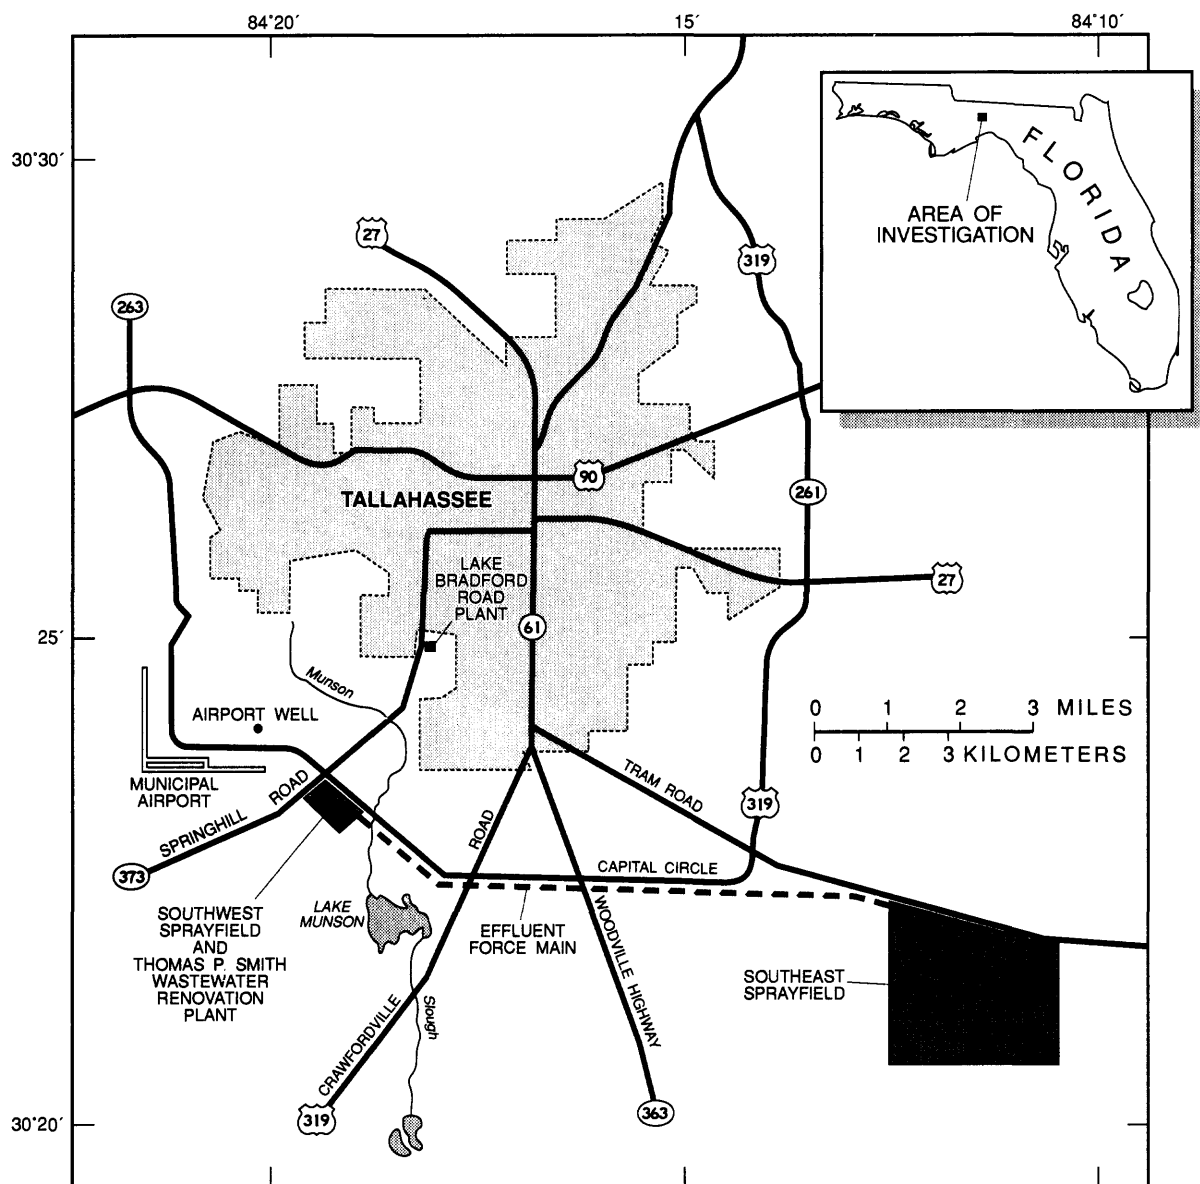 84°20′
15′
84°10′
30°30′
25′
30°20′
FLORIDA
AREA OF
INVESTIGATION
27
319
263
90
TALLAHASSEE
261
LAKE
BRADFORD
ROAD
PLANT
27
61
Munson
AIRPORT WELL
0 1 2 3 MILES
0 1 2 3 KILOMETERS
MUNICIPAL
AIRPORT
SPRINGHILL ROAD
TRAM ROAD
319
373
CAPITAL CIRCLE
SOUTHWEST
SPRAYFIELD
AND
THOMAS P. SMITH
WASTEWATER
RENOVATION
PLANT
LAKE
MUNSON
EFFLUENT
FORCE MAIN
SOUTHEAST
SPRAYFIELD
CRAWFORDVILLE ROAD
Slough
WOODVILLE HIGHWAY
319
363